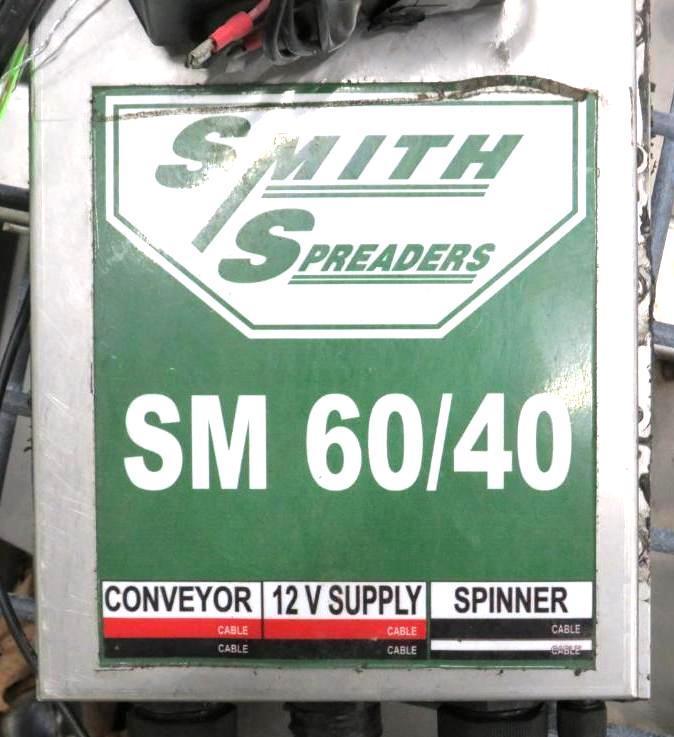 SMITH
SPREADERS
SM 60/40
CONVEYOR 12 V SUPPLY SPINNER
CABLE CABLE CABLE
CABLE CABLE CABLE